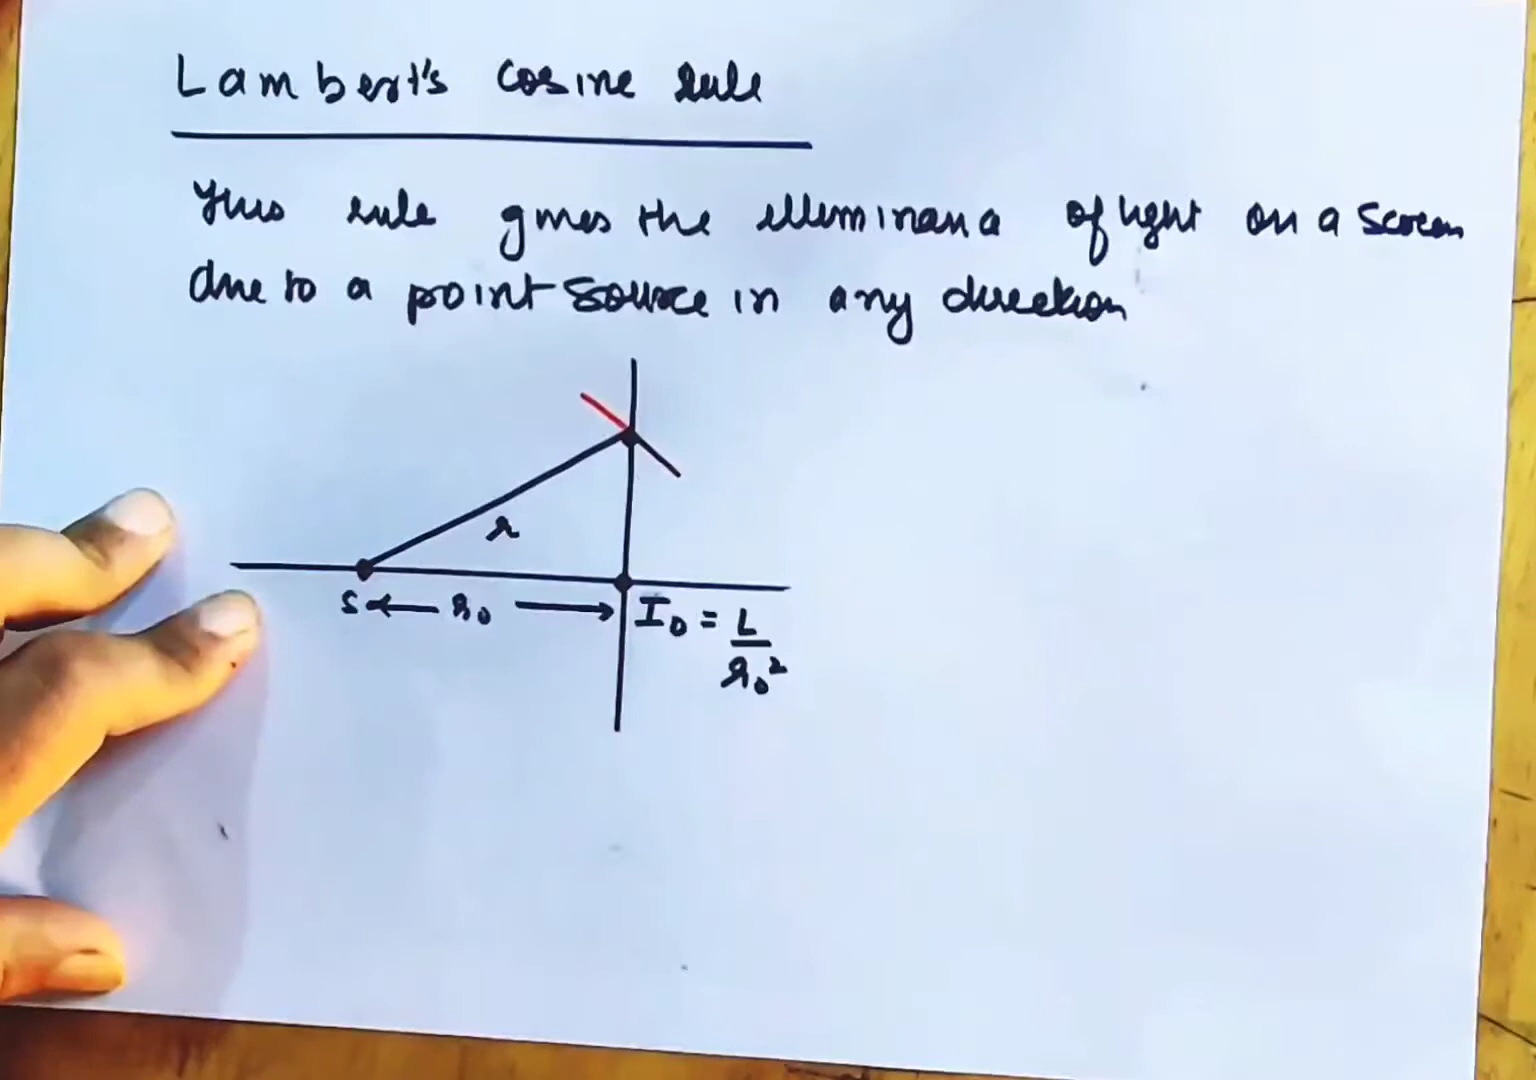 Lambert's cosine rule
This rule gives the illuminance of light on a screen
due to a point source in any direction
r
S ← r₀ → I₀ = L / r₀²